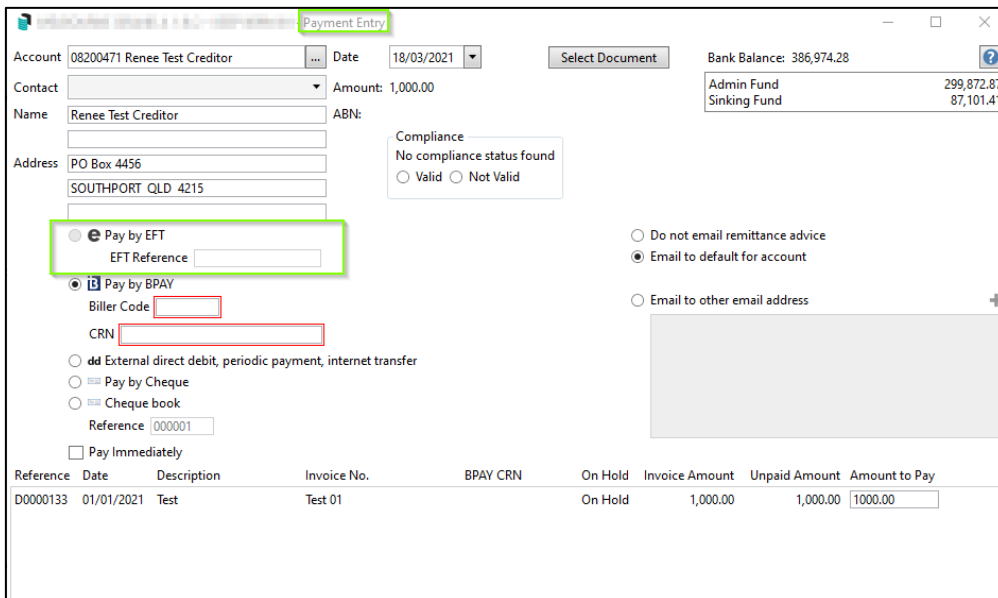 Payment Entry
Account 08200471 Renee Test Creditor ... Date 18/03/2021 Select Document Bank Balance: 386,974.28
Contact Amount: 1,000.00 Admin Fund 299,872.87
Sinking Fund 87,101.41
Name Renee Test Creditor ABN:
Compliance
No compliance status found
Valid Not Valid
Address PO Box 4456
SOUTHPORT QLD 4215
Pay by EFT Do not email remittance advice
EFT Reference Email to default for account
Pay by BPAY
Biller Code Email to other email address
CRN
dd External direct debit, periodic payment, internet transfer
Pay by Cheque
Cheque book
Reference 000001
Pay Immediately
Reference Date Description Invoice No. BPAY CRN On Hold Invoice Amount Unpaid Amount Amount to Pay
D0000133 01/01/2021 Test Test 01 On Hold 1,000.00 1,000.00 1000.00